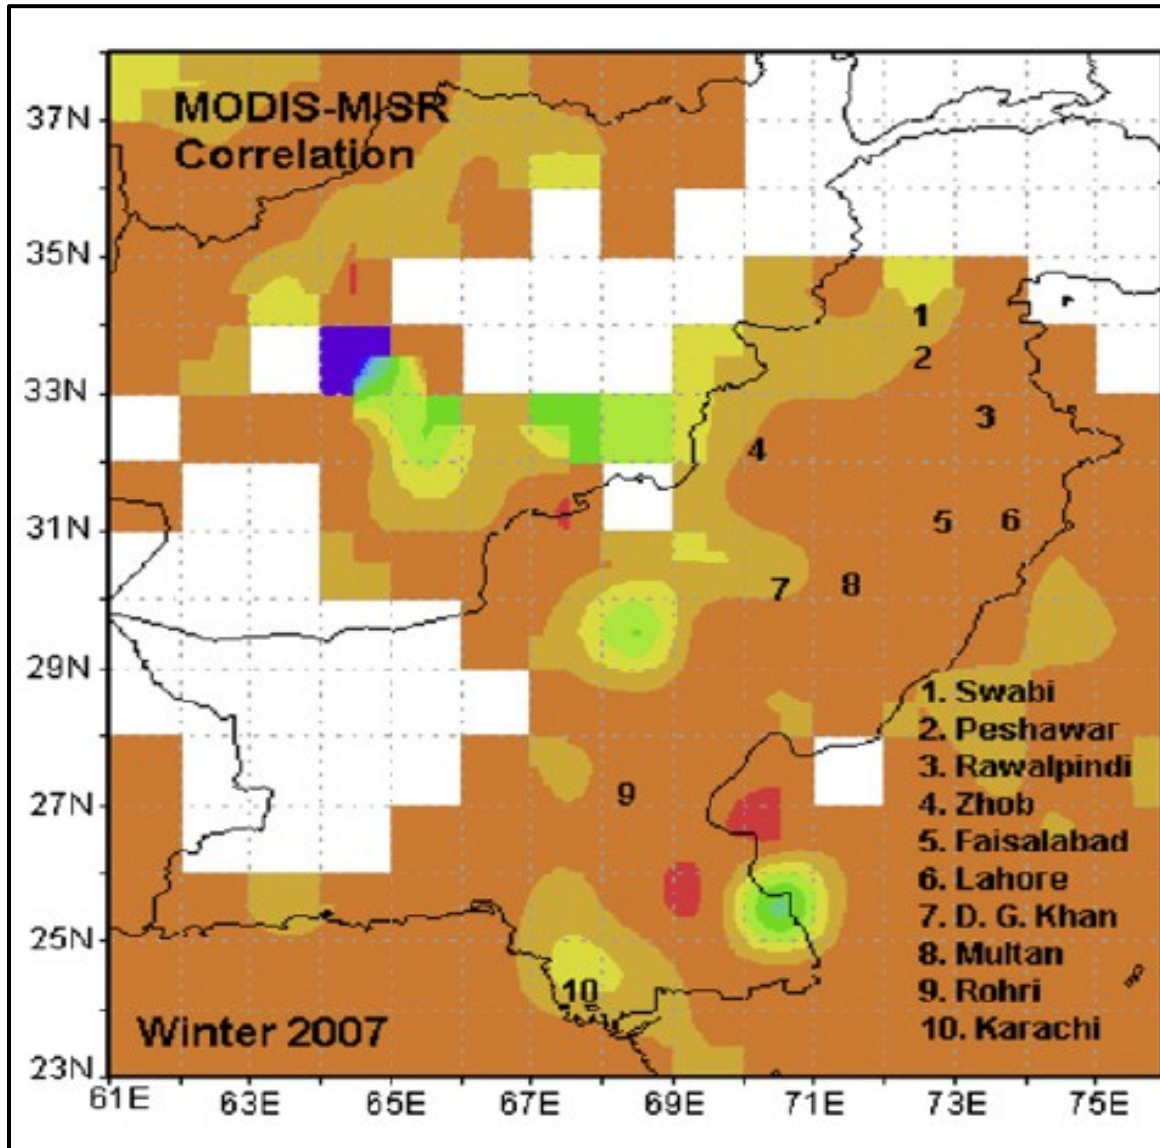 MODIS-MISR
Correlation
37N
35N
33N
31N
29N
27N
25N
23N
1
2
3
4
5
6
7
8
9
10
1. Swabi
2. Peshawar
3. Rawalpindi
4. Zhob
5. Faisalabad
6. Lahore
7. D. G. Khan
8. Multan
9. Rohri
10. Karachi
Winter 2007
61E 63E 65E 67E 69E 71E 73E 75E